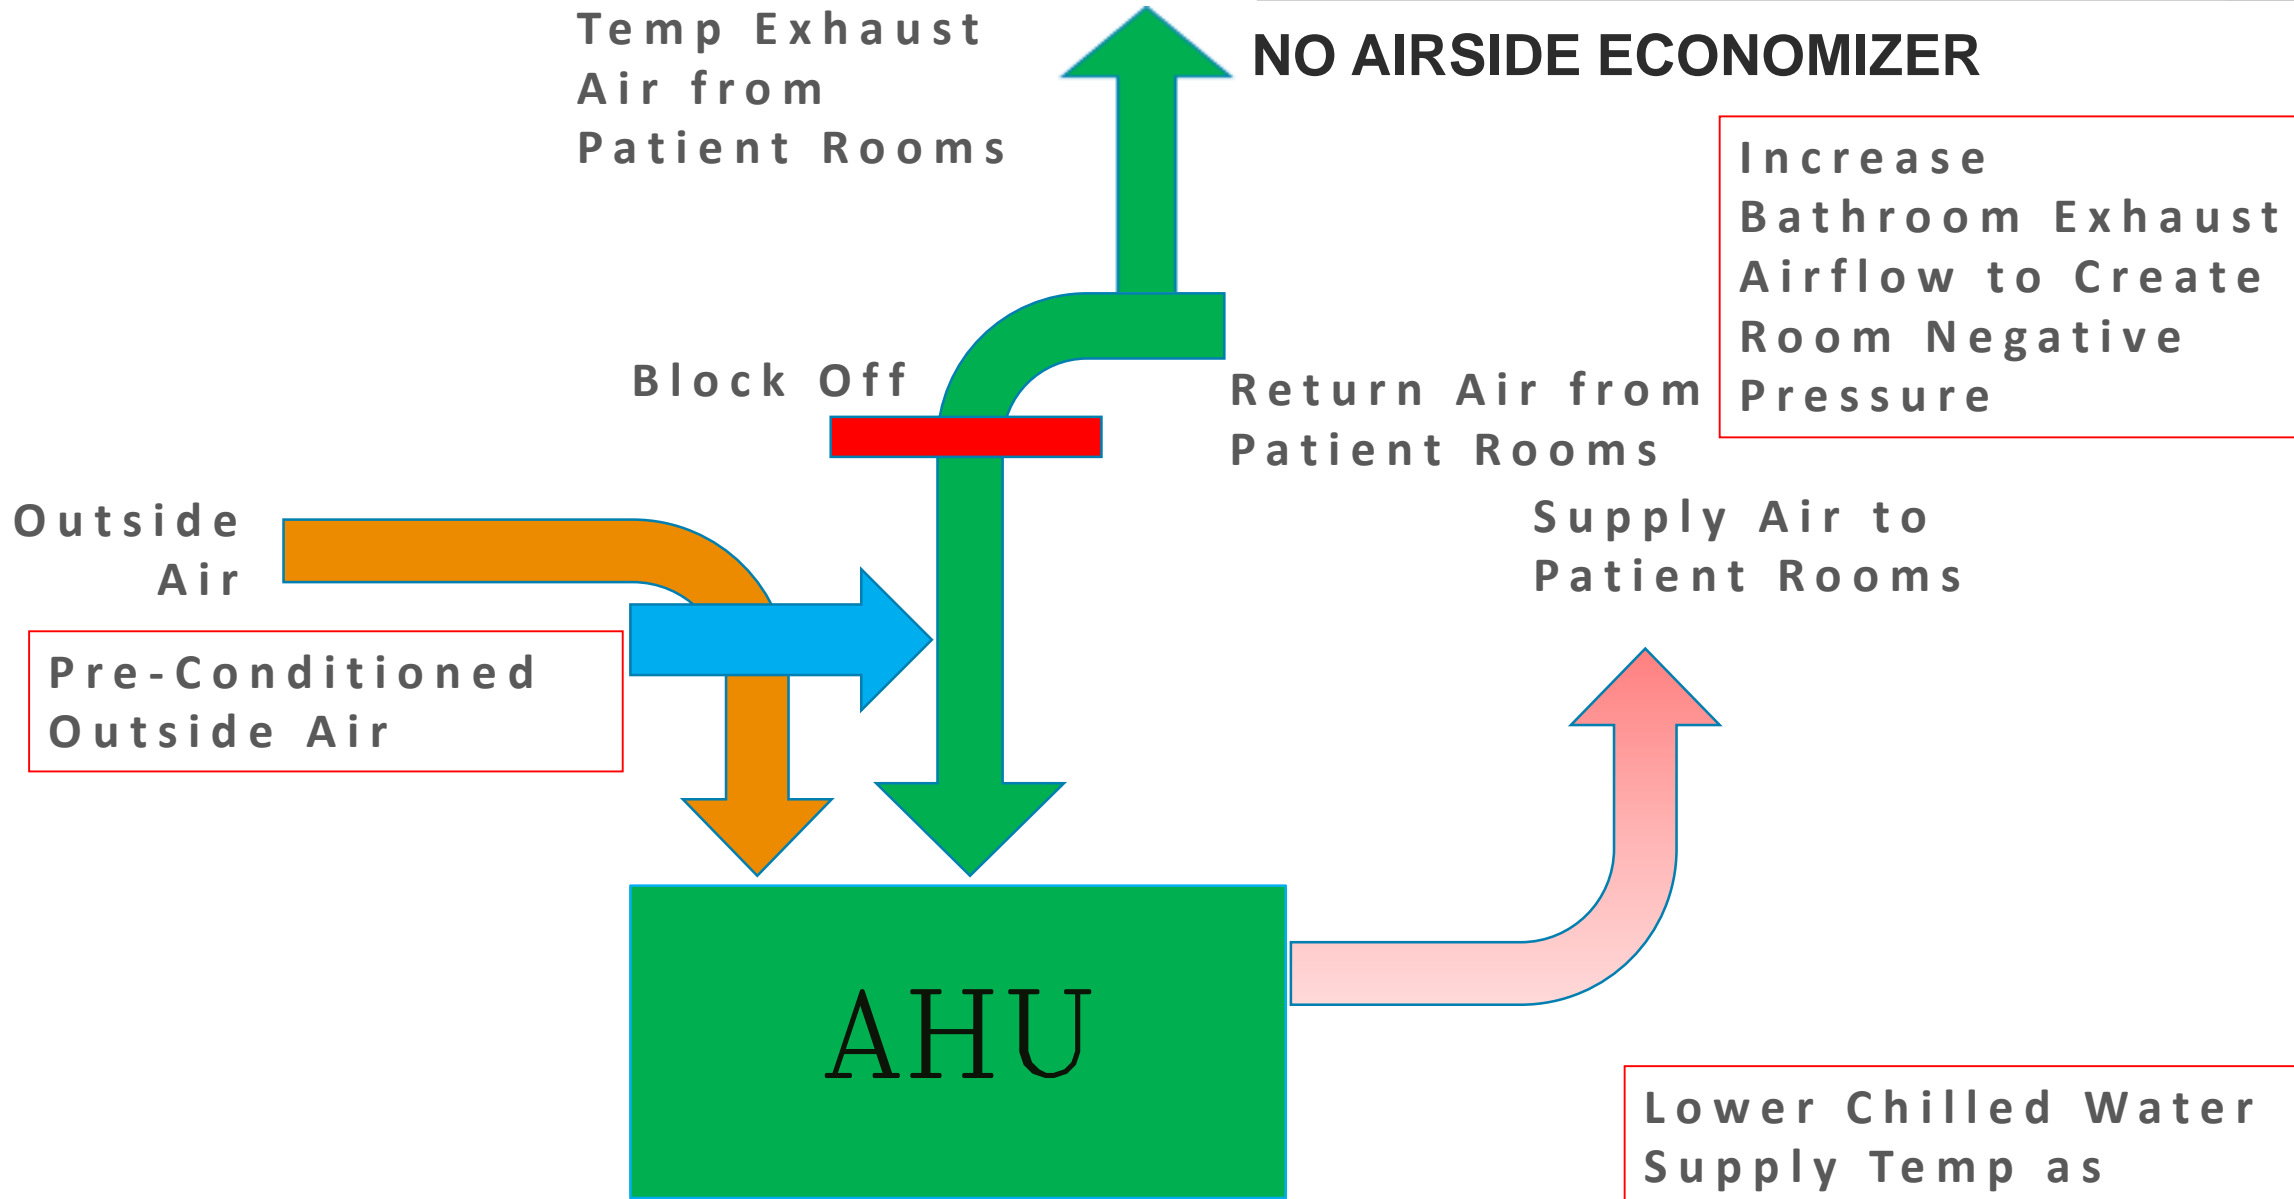 Temp Exhaust
Air from
Patient Rooms
NO AIRSIDE ECONOMIZER
Increase
Bathroom Exhaust
Airflow to Create
Room Negative
Pressure
Block Off
Return Air from
Patient Rooms
Outside
Air
Supply Air to
Patient Rooms
Pre-Conditioned
Outside Air
AHU
Lower Chilled Water
Supply Temp as